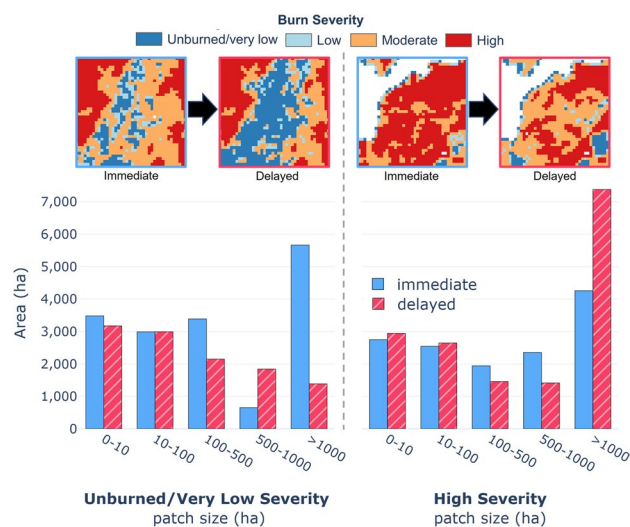 Burn Severity
Unburned/very low Low Moderate High
Immediate Delayed Immediate Delayed
Area (ha)
7,000
6,000
5,000
4,000
3,000
2,000
1,000
0
immediate
delayed
0-10 10-100 100-500 500-1000 >1000 0-10 10-100 100-500 500-1000 >1000
Unburned/Very Low Severity High Severity
patch size (ha) patch size (ha)